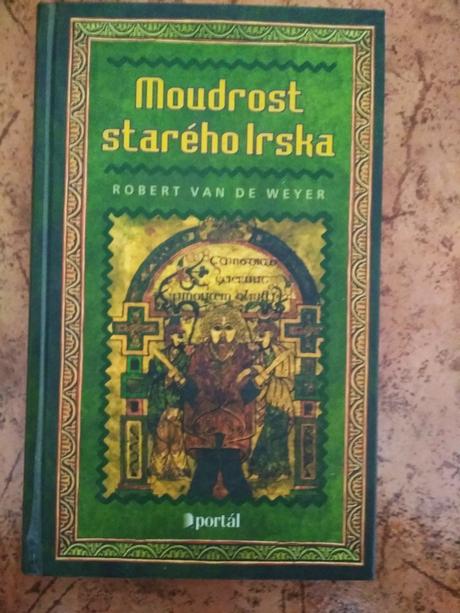 Moudrost
starého Irska
ROBERT VAN DE WEYER
portál